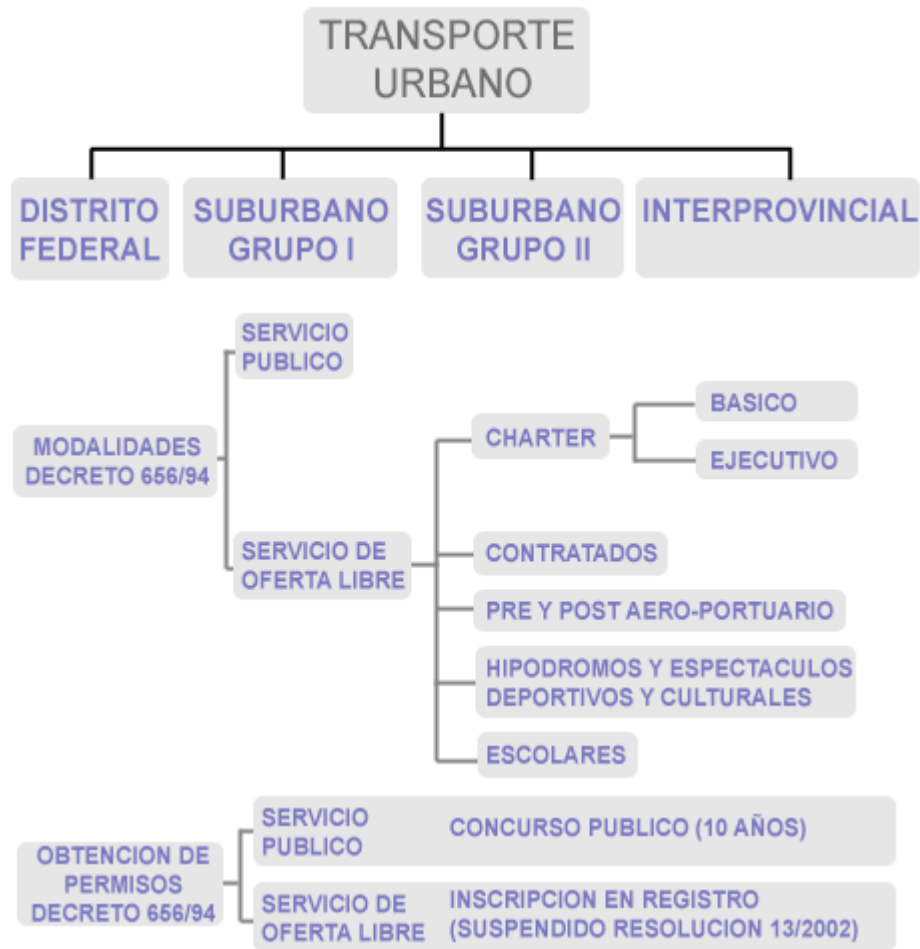 TRANSPORTE
URBANO
DISTRITO
FEDERAL
SUBURBANO
GRUPO I
SUBURBANO
GRUPO II
INTERPROVINCIAL
MODALIDADES
DECRETO 656/94
SERVICIO
PUBLICO
SERVICIO DE
OFERTA LIBRE
CHARTER
BASICO
EJECUTIVO
CONTRATADOS
PRE Y POST AERO-PORTUARIO
HIPODROMOS Y ESPECTACULOS
DEPORTIVOS Y CULTURALES
ESCOLARES
OBTENCION DE
PERMISOS
DECRETO 656/94
SERVICIO
PUBLICO
CONCURSO PUBLICO (10 AÑOS)
SERVICIO DE
OFERTA LIBRE
INSCRIPCION EN REGISTRO
(SUSPENDIDO RESOLUCION 13/2002)